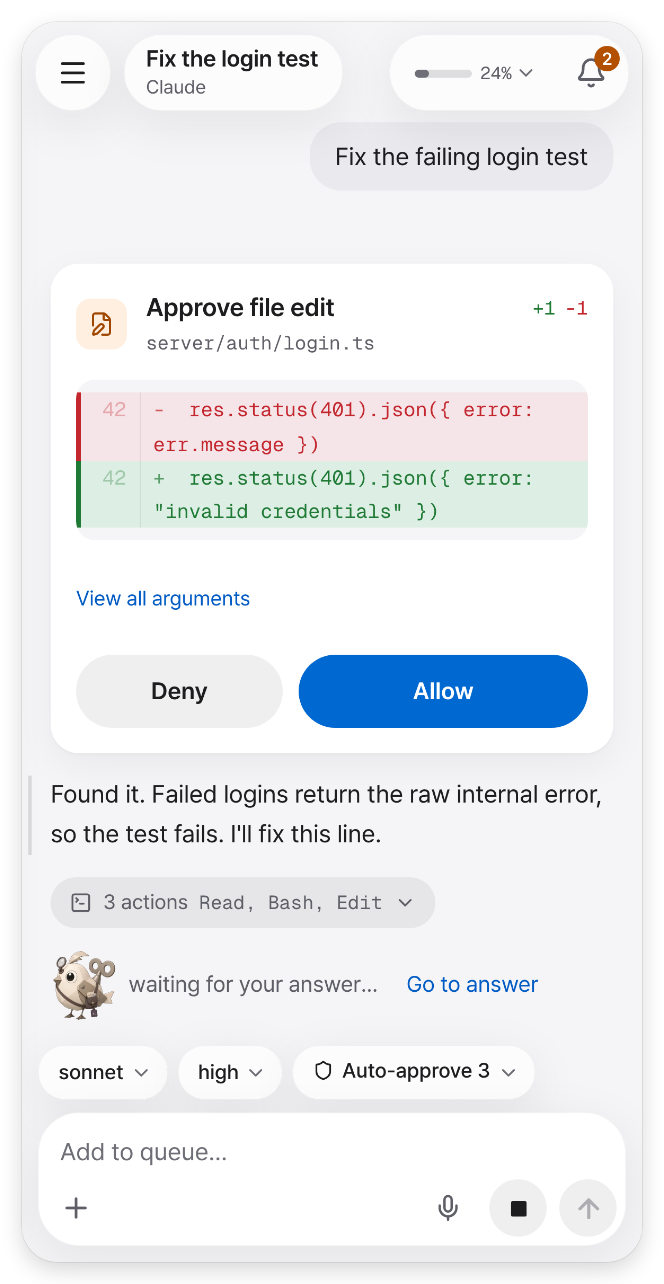 Fix the login test
Claude
24%
2
Fix the failing login test
Approve file edit
+1 -1
server/auth/login.ts
42 - res.status(401).json({ error:
err.message })
42 + res.status(401).json({ error:
"invalid credentials" })
View all arguments
Deny
Allow
Found it. Failed logins return the raw internal error,
so the test fails. I'll fix this line.
3 actions Read, Bash, Edit
waiting for your answer...
Go to answer
sonnet
high
Auto-approve 3
Add to queue...